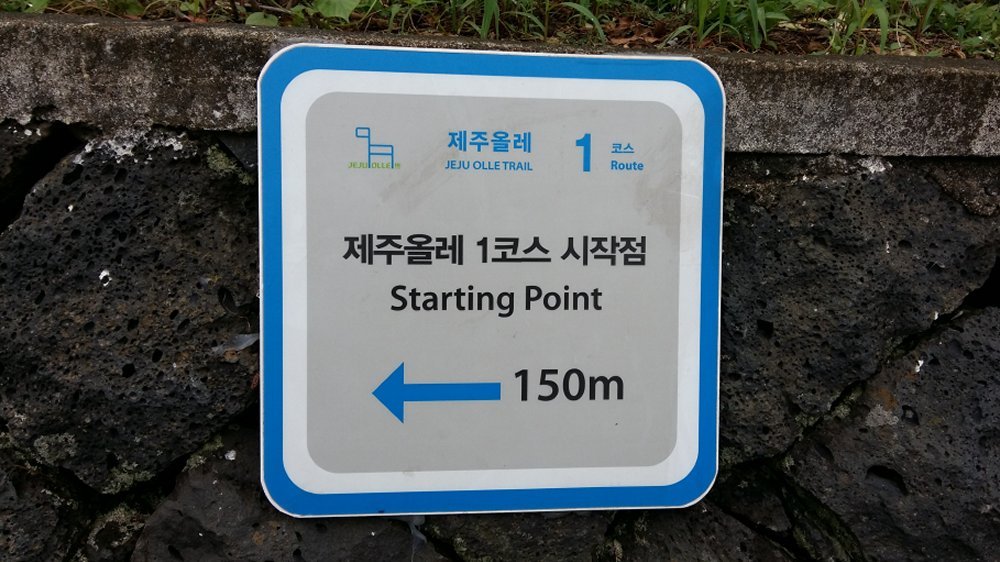 JEJU OLLE
제주올레
JEJU OLLE TRAIL
1
코스
Route
제주올레 1코스 시작점
Starting Point
150m